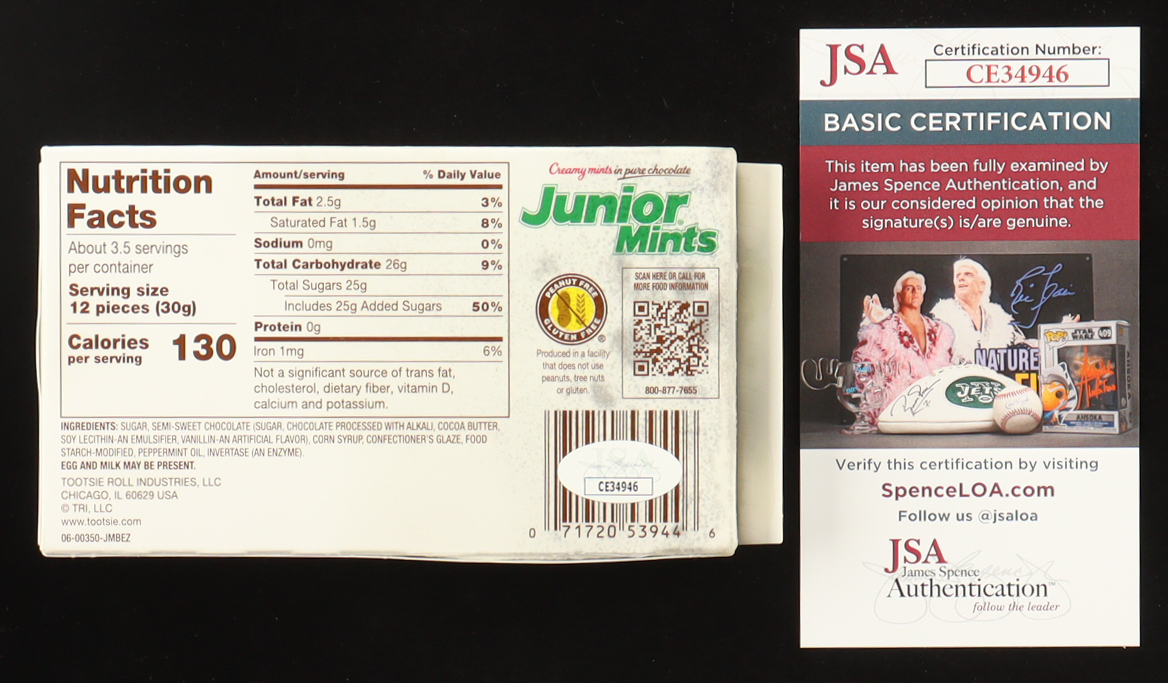 Nutrition
Facts
About 3.5 servings
per container
Serving size
12 pieces (30g)
Calories
per serving
130
Amount/serving % Daily Value
Total Fat 2.5g 3%
Saturated Fat 1.5g 8%
Sodium 0mg 0%
Total Carbohydrate 26g 9%
Total Sugars 25g
Includes 25g Added Sugars 50%
Protein 0g
Iron 1mg 6%
Not a significant source of trans fat,
cholesterol, dietary fiber, vitamin D,
calcium and potassium.
INGREDIENTS: SUGAR, SEMI-SWEET CHOCOLATE (SUGAR, CHOCOLATE PROCESSED WITH ALKALI, COCOA BUTTER,
SOY LECITHIN-AN EMULSIFIER, VANILLIN-AN ARTIFICIAL FLAVOR), CORN SYRUP, CONFECTIONER'S GLAZE, FOOD
STARCH-MODIFIED, PEPPERMINT OIL, INVERTASE (AN ENZYME).
EGG AND MILK MAY BE PRESENT.
TOOTSIE ROLL INDUSTRIES, LLC
CHICAGO, IL 60629 USA
© TRI, LLC
www.tootsie.com
06-00350-JMBEZ
Creamy mints in pure chocolate
Junior
Mints
PEANUT FREE
GLUTEN FREE
®
Produced in a facility
that does not use
peanuts, tree nuts
or gluten.
SCAN HERE OR CALL FOR
MORE FOOD INFORMATION
800-877-7655
JSA
CE34946
0 71720 53944 6
JSA
Certification Number:
CE34946
BASIC CERTIFICATION
This item has been fully examined by
James Spence Authentication, and
it is our considered opinion that the
signature(s) is/are genuine.
NATURE
JETS
POP!
STAR WARS
409
AHSOKA
Verify this certification by visiting
SpenceLOA.com
Follow us @jsaloa
JSA
James Spence
Authentication™
follow the leader